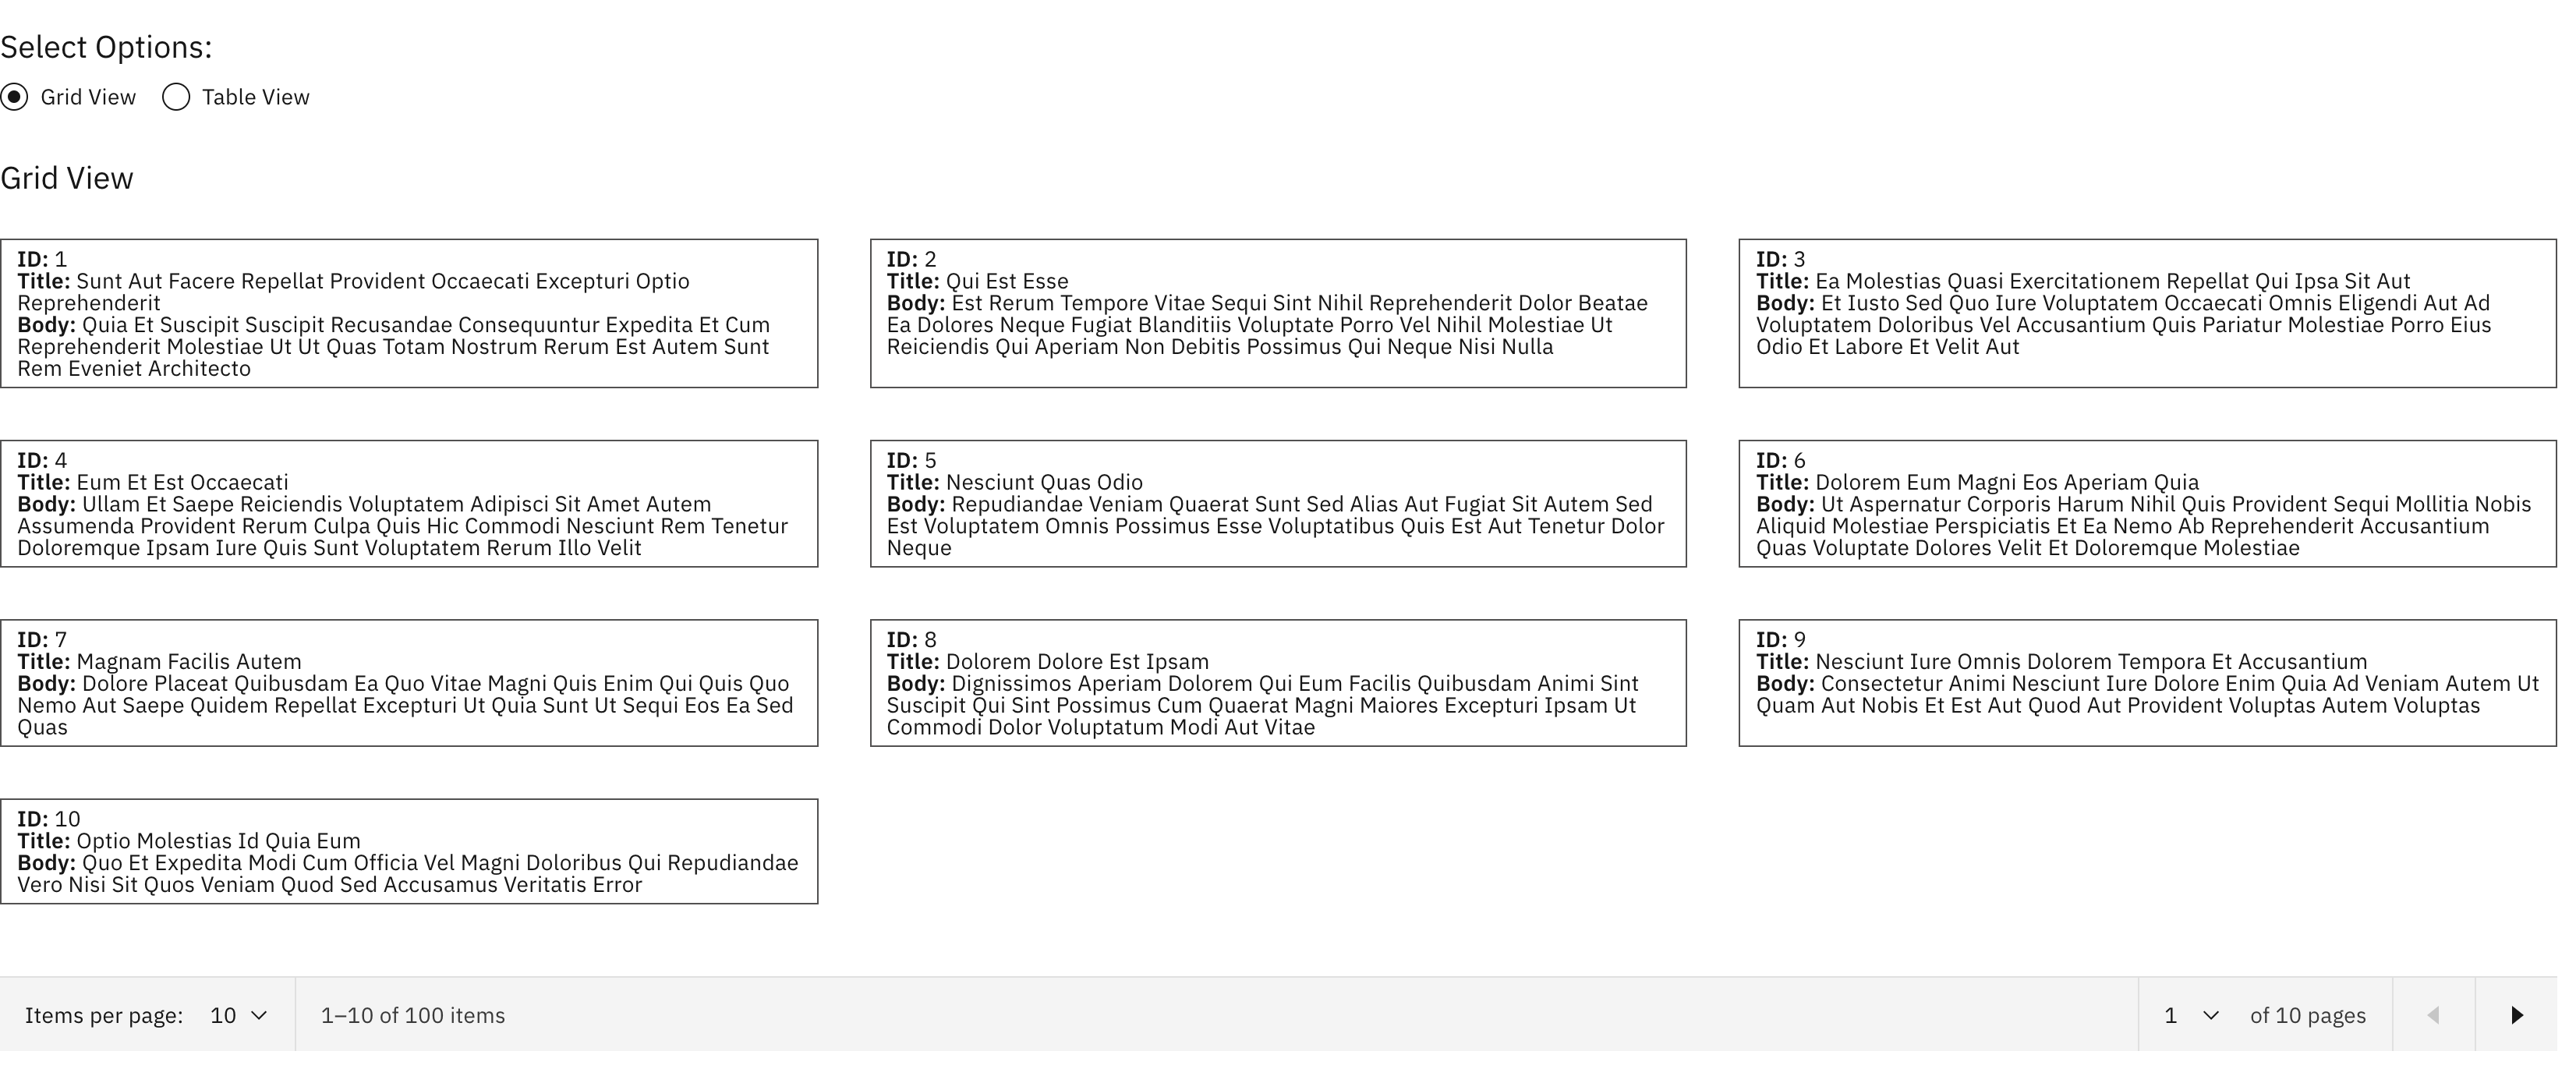 Select Options:
Grid View Table View
Grid View
ID: 1
Title: Sunt Aut Facere Repellat Provident Occaecati Excepturi Optio
Reprehenderit
Body: Quia Et Suscipit Suscipit Recusandae Consequuntur Expedita Et Cum
Reprehenderit Molestiae Ut Ut Quas Totam Nostrum Rerum Est Autem Sunt
Rem Eveniet Architecto
ID: 2
Title: Qui Est Esse
Body: Est Rerum Tempore Vitae Sequi Sint Nihil Reprehenderit Dolor Beatae
Ea Dolores Neque Fugiat Blanditiis Voluptate Porro Vel Nihil Molestiae Ut
Reiciendis Qui Aperiam Non Debitis Possimus Qui Neque Nisi Nulla
ID: 3
Title: Ea Molestias Quasi Exercitationem Repellat Qui Ipsa Sit Aut
Body: Et Iusto Sed Quo Iure Voluptatem Occaecati Omnis Eligendi Aut Ad
Voluptatem Doloribus Vel Accusantium Quis Pariatur Molestiae Porro Eius
Odio Et Labore Et Velit Aut
ID: 4
Title: Eum Et Est Occaecati
Body: Ullam Et Saepe Reiciendis Voluptatem Adipisci Sit Amet Autem
Assumenda Provident Rerum Culpa Quis Hic Commodi Nesciunt Rem Tenetur
Doloremque Ipsam Iure Quis Sunt Voluptatem Rerum Illo Velit
ID: 5
Title: Nesciunt Quas Odio
Body: Repudiandae Veniam Quaerat Sunt Sed Alias Aut Fugiat Sit Autem Sed
Est Voluptatem Omnis Possimus Esse Voluptatibus Quis Est Aut Tenetur Dolor
Neque
ID: 6
Title: Dolorem Eum Magni Eos Aperiam Quia
Body: Ut Aspernatur Corporis Harum Nihil Quis Provident Sequi Mollitia Nobis
Aliquid Molestiae Perspiciatis Et Ea Nemo Ab Reprehenderit Accusantium
Quas Voluptate Dolores Velit Et Doloremque Molestiae
ID: 7
Title: Magnam Facilis Autem
Body: Dolore Placeat Quibusdam Ea Quo Vitae Magni Quis Enim Qui Quis Quo
Nemo Aut Saepe Quidem Repellat Excepturi Ut Quia Sunt Ut Sequi Eos Ea Sed
Quas
ID: 8
Title: Dolorem Dolore Est Ipsam
Body: Dignissimos Aperiam Dolorem Qui Eum Facilis Quibusdam Animi Sint
Suscipit Qui Sint Possimus Cum Quaerat Magni Maiores Excepturi Ipsam Ut
Commodi Dolor Voluptatum Modi Aut Vitae
ID: 9
Title: Nesciunt Iure Omnis Dolorem Tempora Et Accusantium
Body: Consectetur Animi Nesciunt Iure Dolore Enim Quia Ad Veniam Autem Ut
Quam Aut Nobis Et Est Aut Quod Aut Provident Voluptas Autem Voluptas
ID: 10
Title: Optio Molestias Id Quia Eum
Body: Quo Et Expedita Modi Cum Officia Vel Magni Doloribus Qui Repudiandae
Vero Nisi Sit Quos Veniam Quod Sed Accusamus Veritatis Error
Items per page: 10 1–10 of 100 items 1 of 10 pages